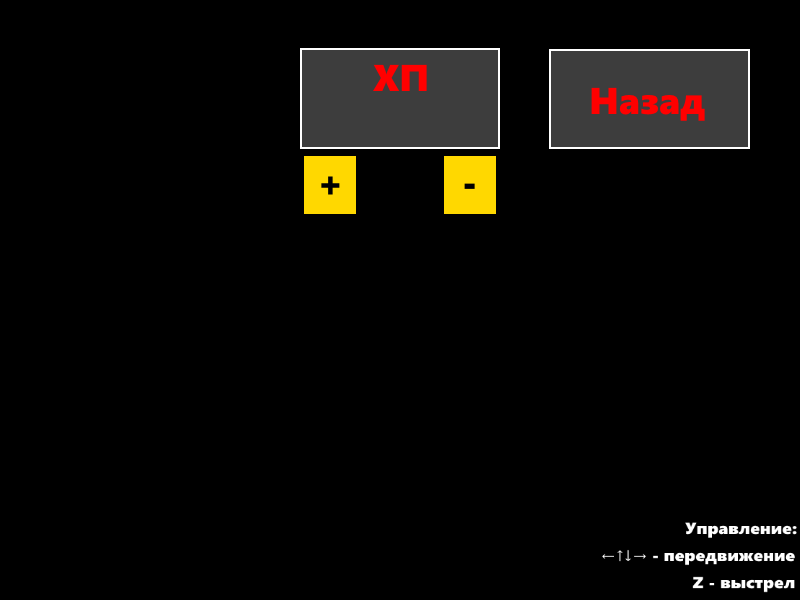 ХП
Назад
+ -
Управление:
←↑↓→ - передвижение
Z - выстрел